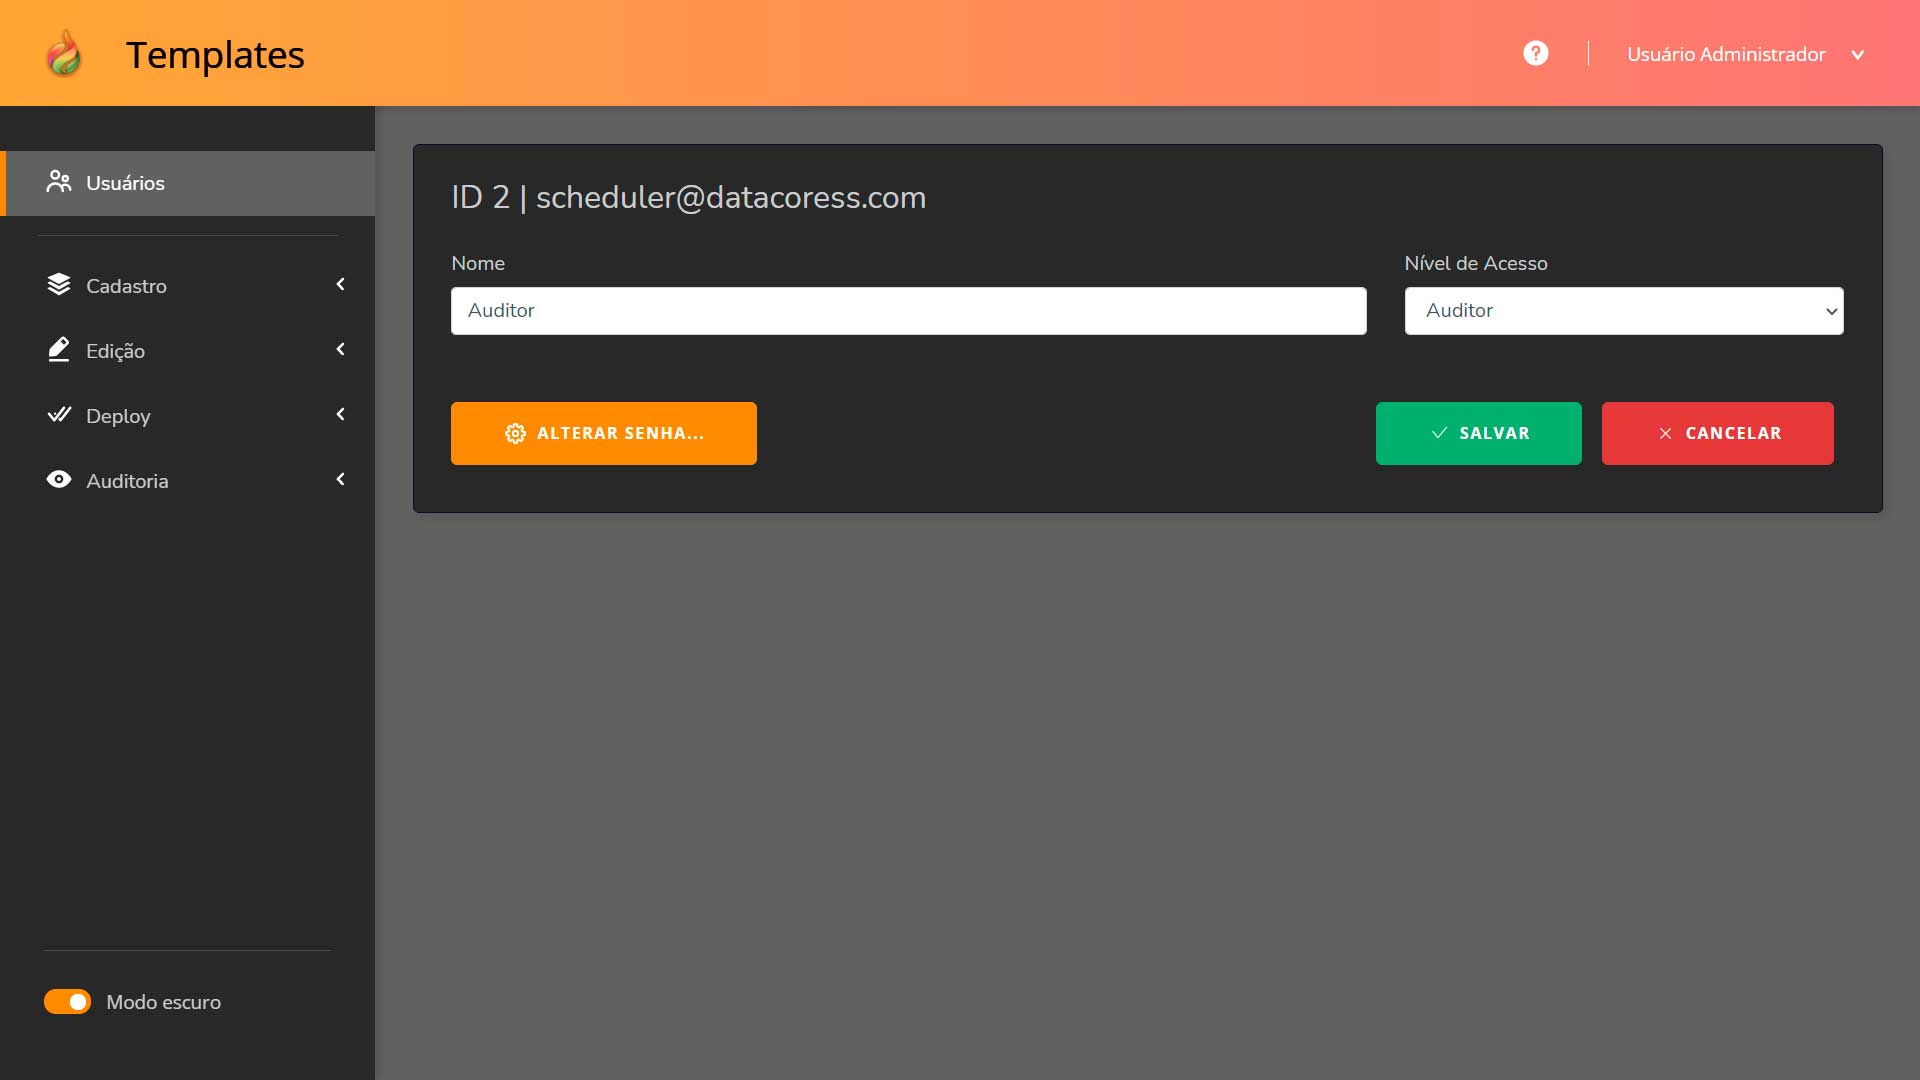 Templates
Usuário Administrador
Usuários
Cadastro
Edição
Deploy
Auditoria
Modo escuro
ID 2 | scheduler@datacoress.com
Nome
Nível de Acesso
Auditor
Auditor
ALTERAR SENHA...
SALVAR
CANCELAR